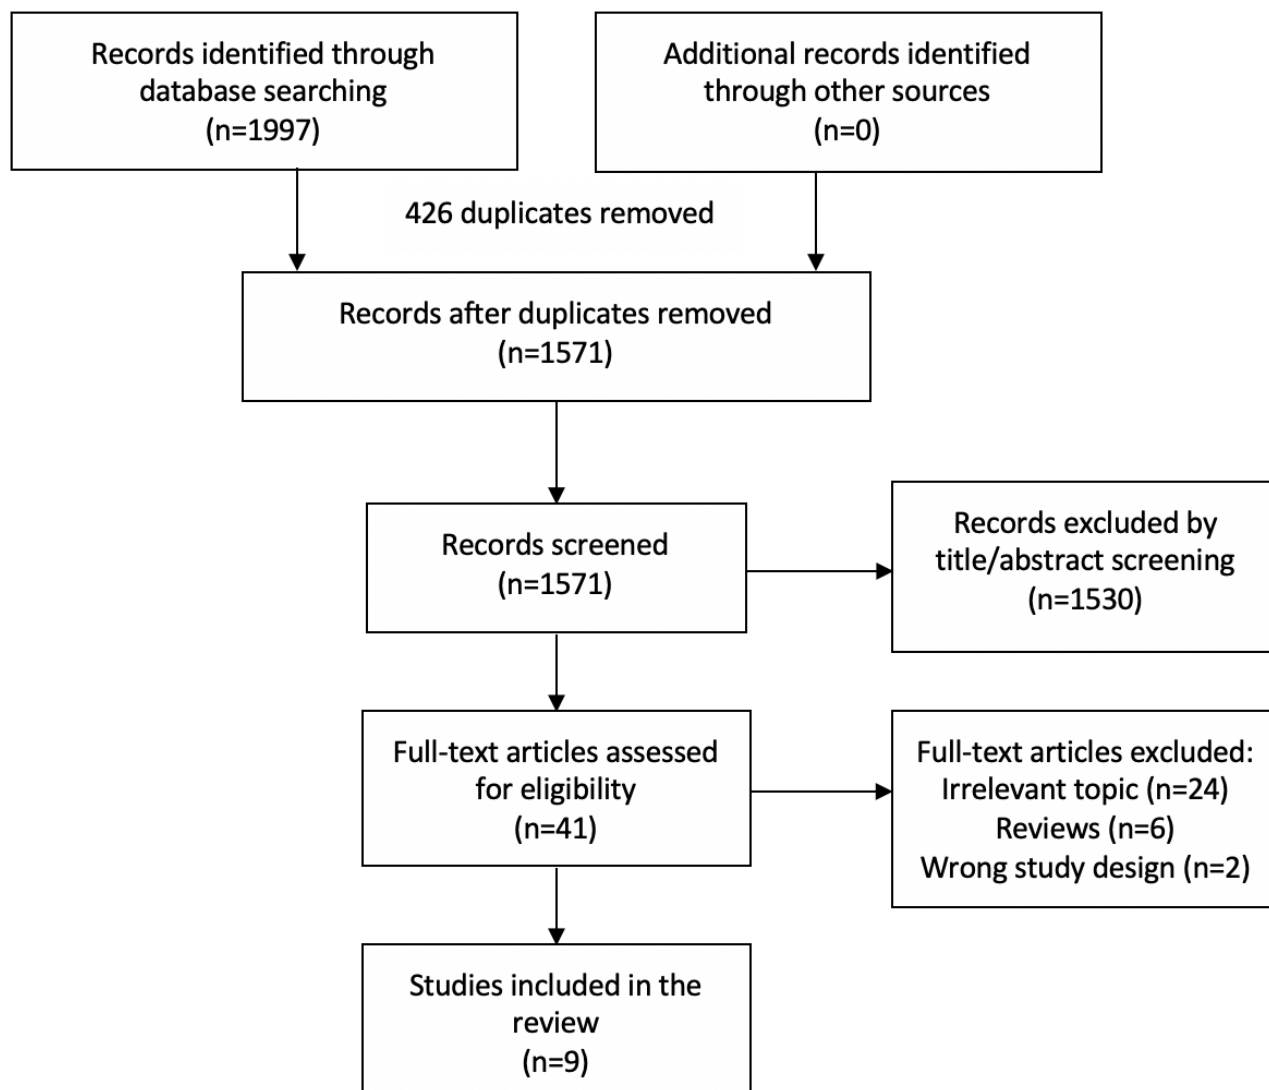 Records identified through
database searching
(n=1997)
Additional records identified
through other sources
(n=0)
426 duplicates removed
Records after duplicates removed
(n=1571)
Records screened
(n=1571)
Records excluded by
title/abstract screening
(n=1530)
Full-text articles assessed
for eligibility
(n=41)
Full-text articles excluded:
Irrelevant topic (n=24)
Reviews (n=6)
Wrong study design (n=2)
Studies included in the
review
(n=9)